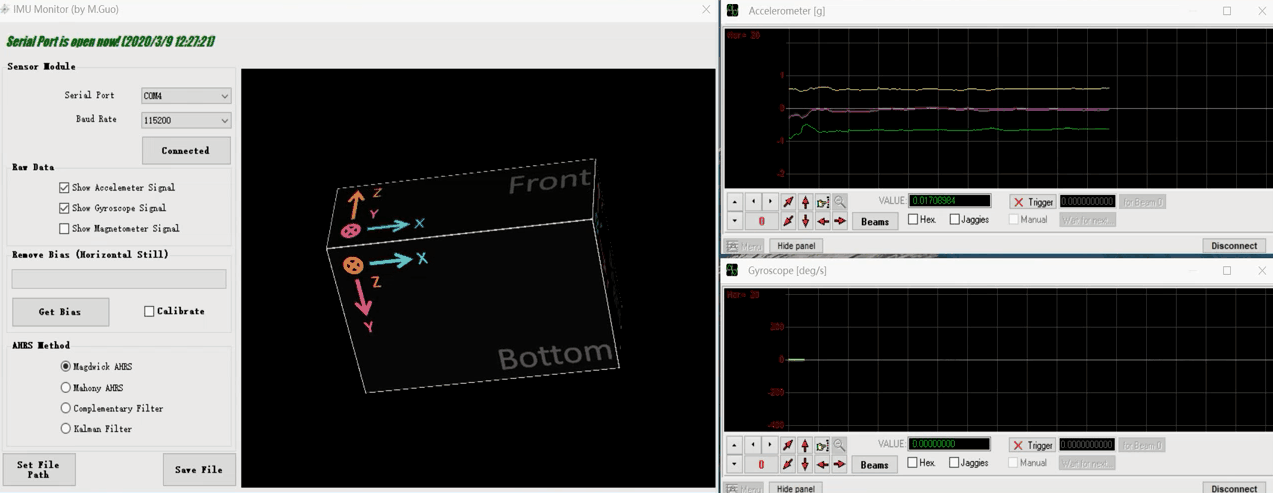 IMU Monitor (by M.Guo)
Serial Port is open now! (2020/3/9 12:27:21)
Sensor Module
Serial Port COM4
Baud Rate 115200
Connected
Raw Data
Show Accelemeter Signal
Show Gyroscope Signal
Show Magnetometer Signal
Remove Bias (Horizontal Still)
Get Bias Calibrate
AHRS Method
Magdwick AHRS
Mahony AHRS
Complementary Filter
Kalman Filter
Set File
Path
Save File
Front
Z
Y X
X
Z
Y
Bottom
Accelerometer [g]
20
1
0
-1
-2
VALUE: 0.01708984 Trigger 0.0000000000 for Beam 0
0 Beams Hex. Jaggies Manual Wait for next...
Menu Hide panel Disconnect
Gyroscope [deg/s]
20
200
0
-200
-400
VALUE: 0.00000000 Trigger 0.0000000000 for Beam 0
0 Beams Hex. Jaggies Manual Wait for next...
Menu Hide panel Disconnect